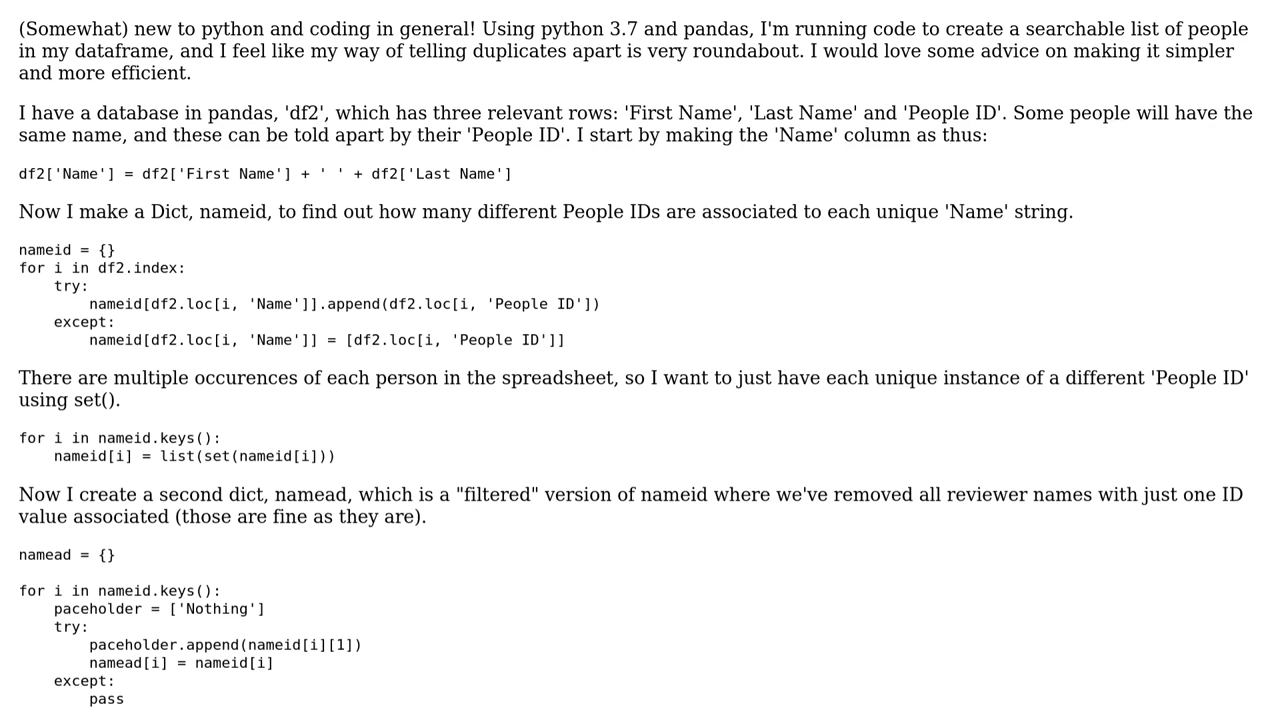 (Somewhat) new to python and coding in general! Using python 3.7 and pandas, I'm running code to create a searchable list of people
in my dataframe, and I feel like my way of telling duplicates apart is very roundabout. I would love some advice on making it simpler
and more efficient.
I have a database in pandas, 'df2', which has three relevant rows: 'First Name', 'Last Name' and 'People ID'. Some people will have the
same name, and these can be told apart by their 'People ID'. I start by making the 'Name' column as thus:
df2['Name'] = df2['First Name'] + ' ' + df2['Last Name']
Now I make a Dict, nameid, to find out how many different People IDs are associated to each unique 'Name' string.
nameid = {}
for i in df2.index:
    try:
        nameid[df2.loc[i, 'Name']].append(df2.loc[i, 'People ID'])
    except:
        nameid[df2.loc[i, 'Name']] = [df2.loc[i, 'People ID']]
There are multiple occurences of each person in the spreadsheet, so I want to just have each unique instance of a different 'People ID'
using set().
for i in nameid.keys():
    nameid[i] = list(set(nameid[i]))
Now I create a second dict, namead, which is a "filtered" version of nameid where we've removed all reviewer names with just one ID
value associated (those are fine as they are).
namead = {}
for i in nameid.keys():
    paceholder = ['Nothing']
    try:
        paceholder.append(nameid[i][1])
        namead[i] = nameid[i]
    except:
        pass